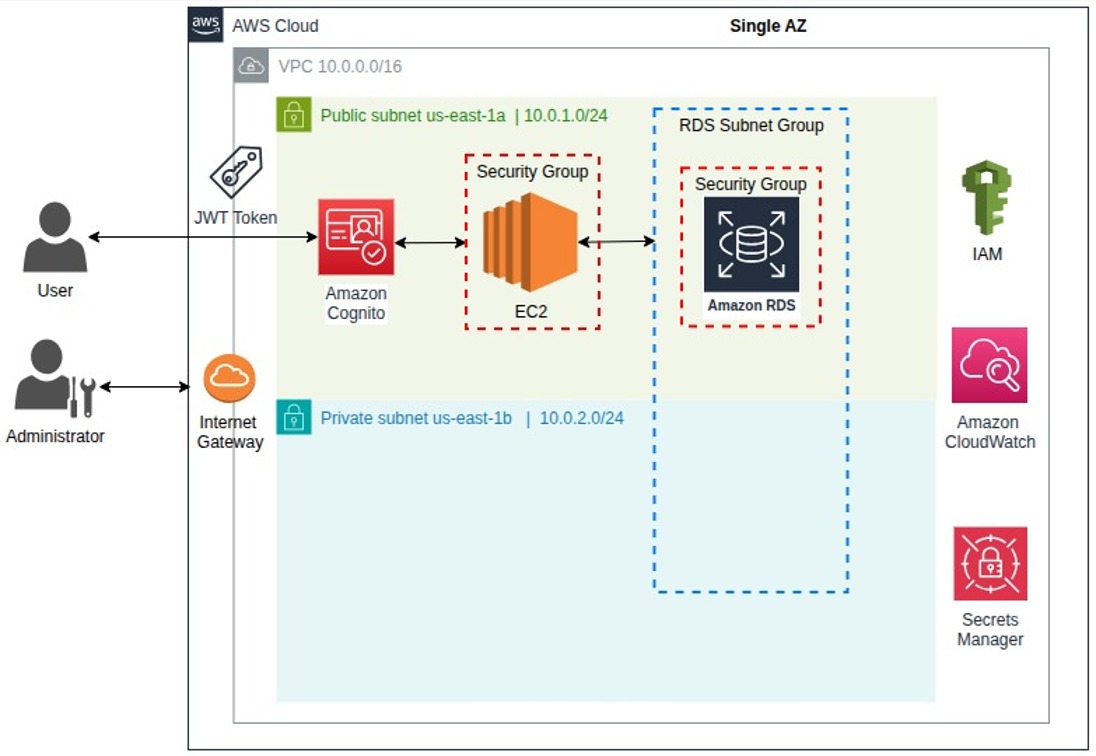 aws
AWS Cloud
Single AZ
VPC 10.0.0.0/16
Public subnet us-east-1a | 10.0.1.0/24
RDS Subnet Group
Security Group
Security Group
JWT Token
User
Amazon
Cognito
EC2
Amazon RDS
IAM
Administrator
Internet
Gateway
Private subnet us-east-1b | 10.0.2.0/24
Amazon
CloudWatch
Secrets
Manager